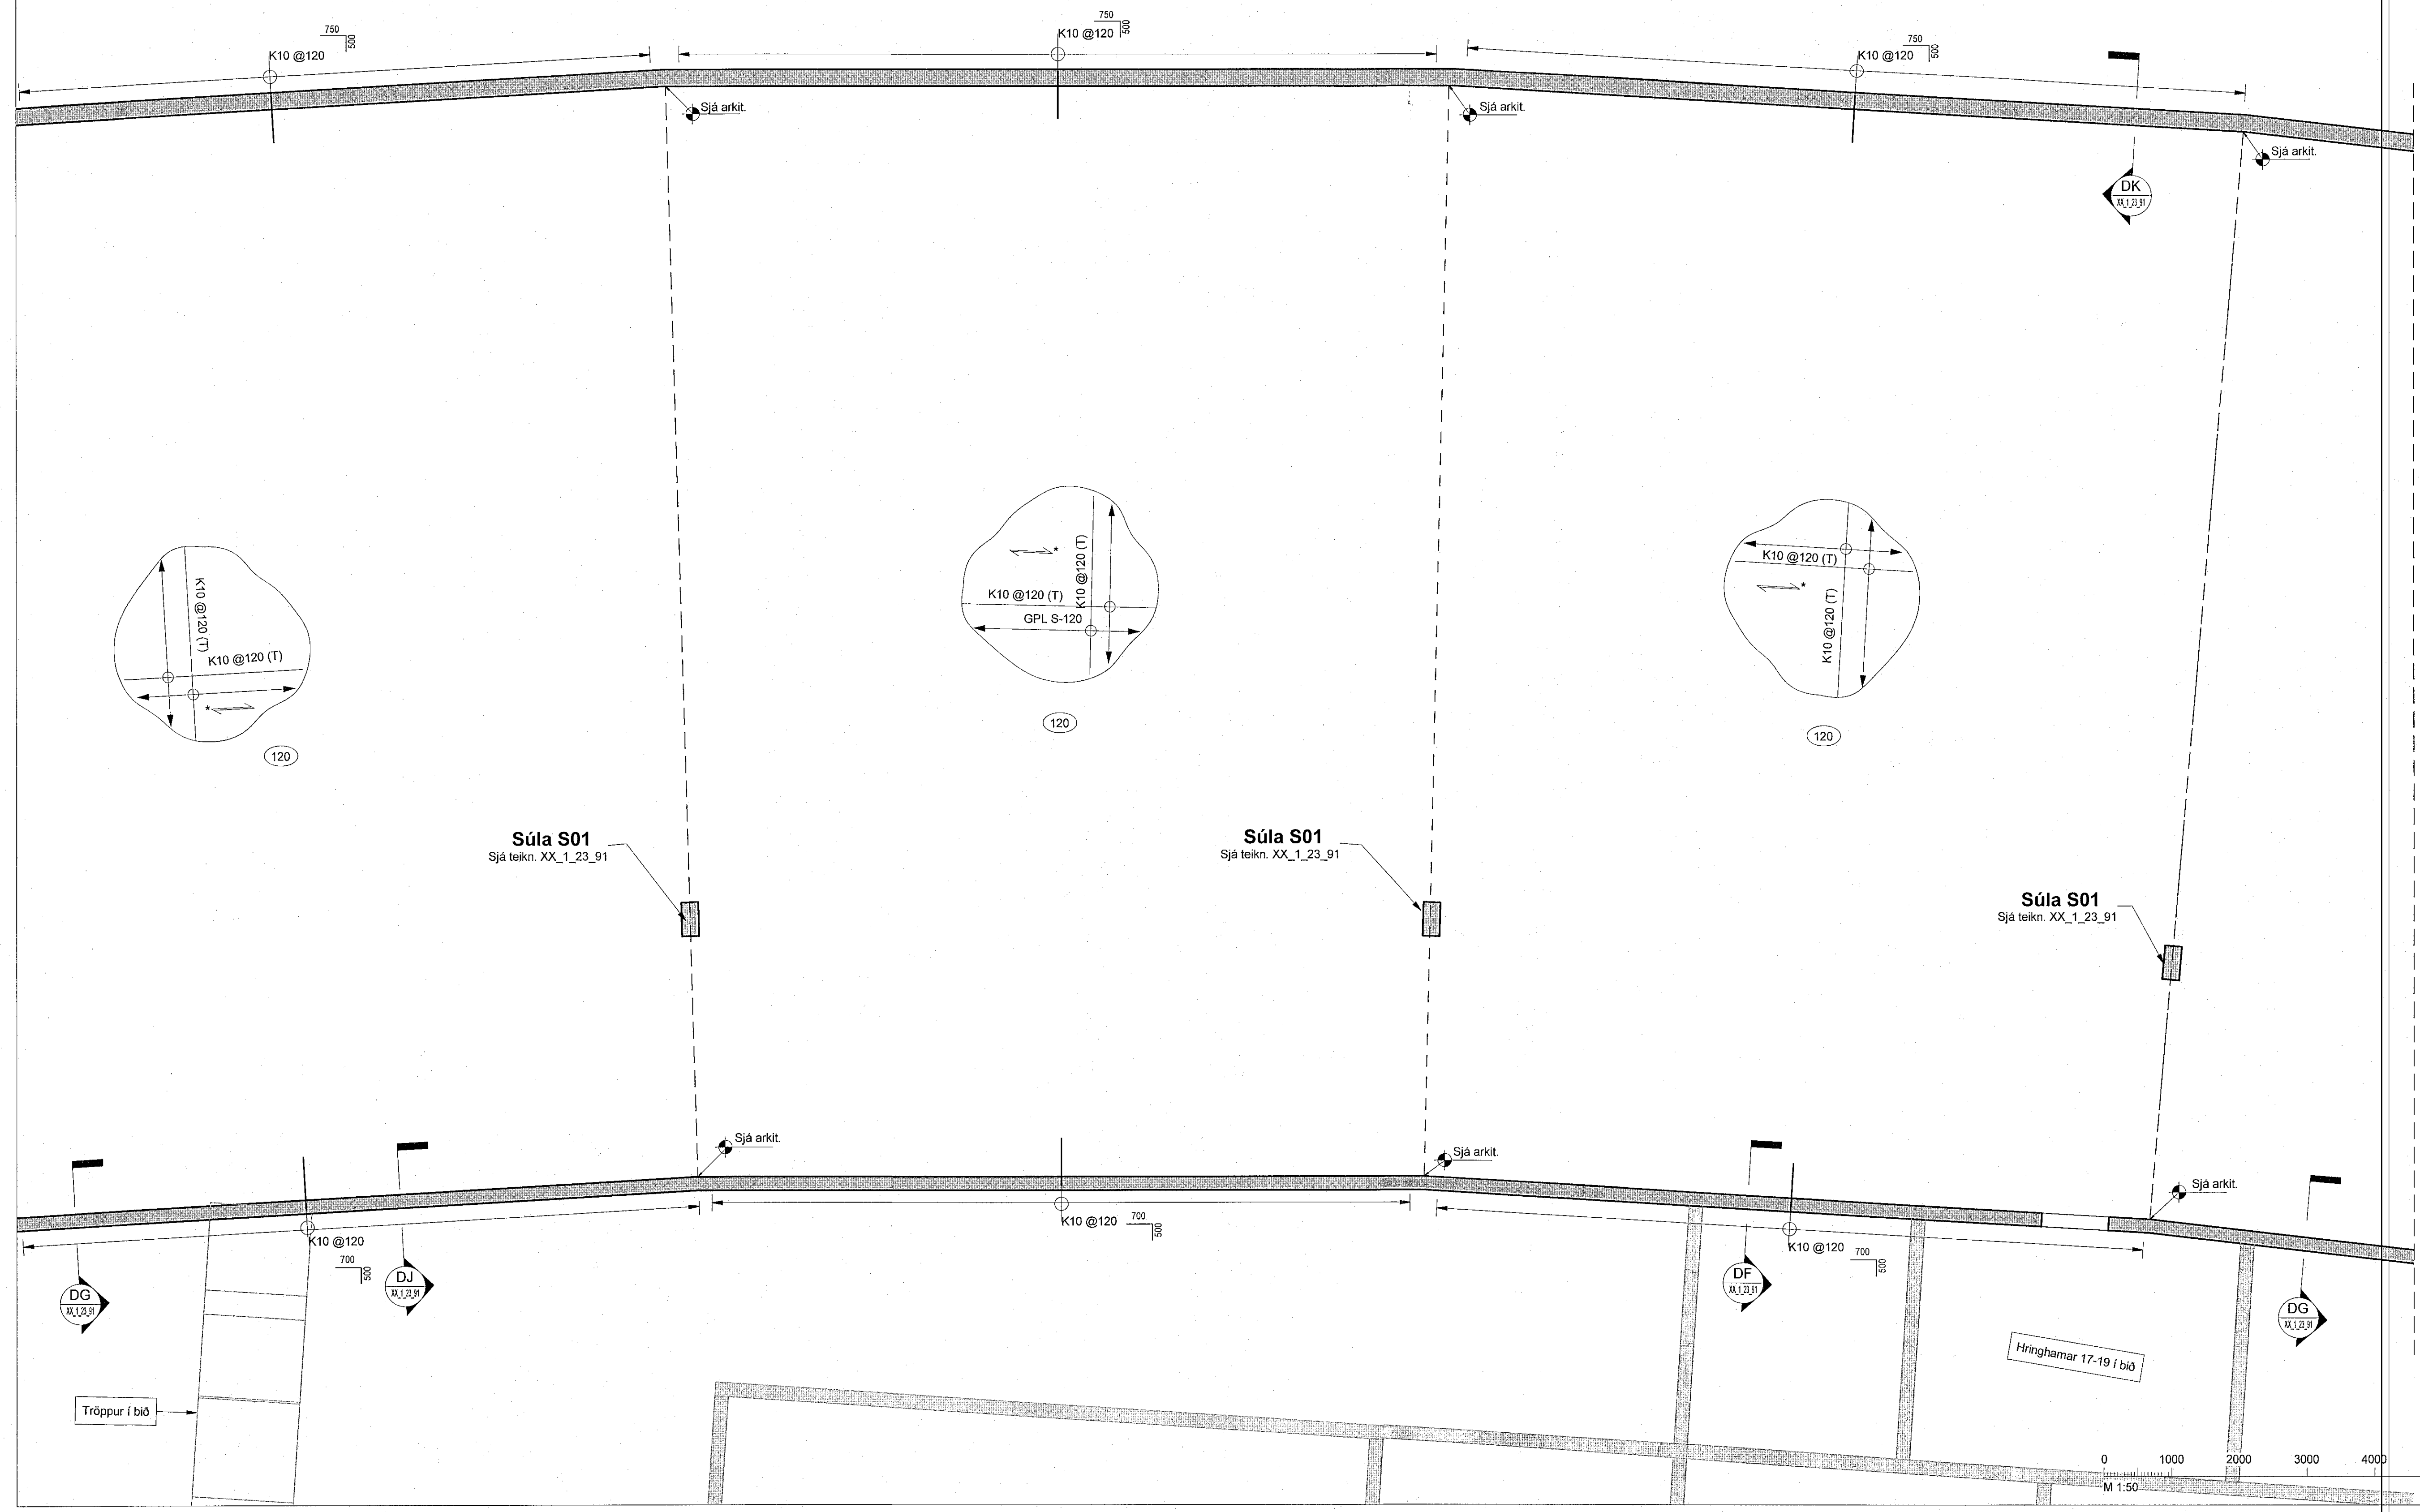 750
500
K10 @120
750
500
K10 @120
750
500
K10 @120
Sjá arkit.
Sjá arkit.
Sjá arkit.
DK
XX_1_23_91
K10 @120 (T)
K10 @120 (T)
*
120
*
K10 @120 (T)
K10 @120 (T)
GPL S-120
120
K10 @120 (T)
*
K10 @120 (T)
120
Súla S01
Sjá teikn. XX_1_23_91
Súla S01
Sjá teikn. XX_1_23_91
Súla S01
Sjá teikn. XX_1_23_91
Sjá arkit.
Sjá arkit.
Sjá arkit.
K10 @120
700
500
K10 @120
700
500
K10 @120
700
500
DG
XX_1_23_91
DJ
XX_1_23_91
DF
XX_1_23_91
DG
XX_1_23_91
Hringhamar 17-19 í bið
Tröppur í bið
0 1000 2000 3000 4000
M 1:50